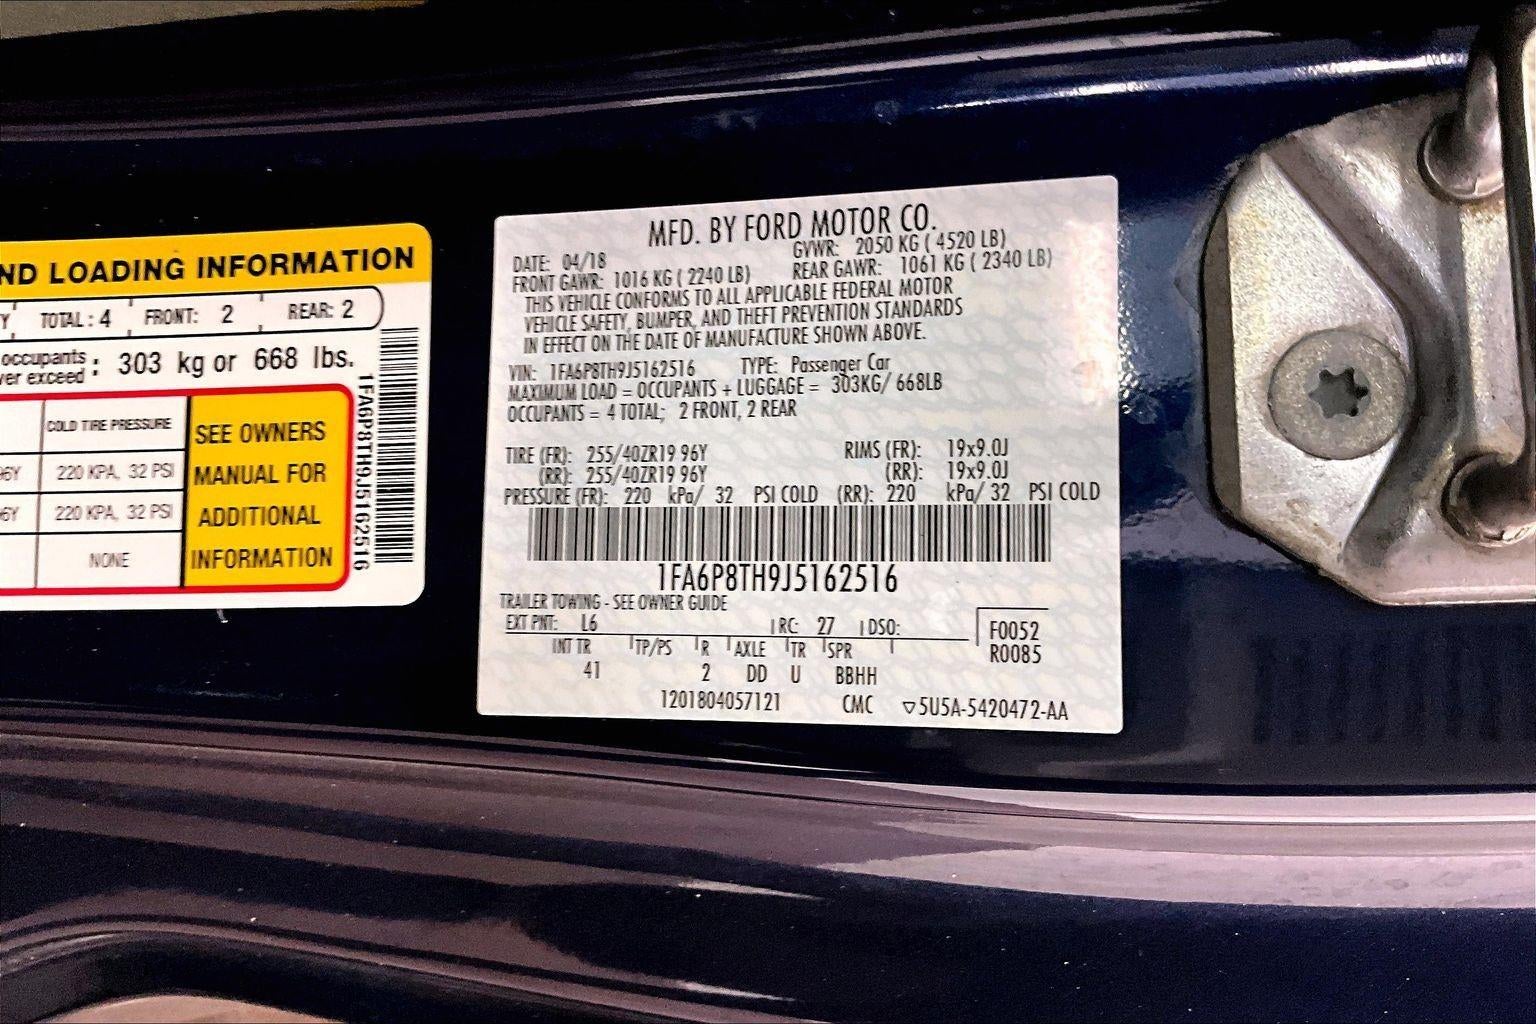 ND LOADING INFORMATION
Y TOTAL: 4 FRONT: 2 REAR: 2
occupants
ver exceed : 303 kg or 668 lbs.
COLD TIRE PRESSURE
96Y 220 KPA, 32 PSI
6Y 220 KPA, 32 PSI
NONE
SEE OWNERS
MANUAL FOR
ADDITIONAL
INFORMATION
1FA6P8TH9J5162516
MFD. BY FORD MOTOR CO.
DATE: 04/18 GVWR: 2050 KG ( 4520 LB)
FRONT GAWR: 1016 KG ( 2240 LB) REAR GAWR: 1061 KG ( 2340 LB)
THIS VEHICLE CONFORMS TO ALL APPLICABLE FEDERAL MOTOR
VEHICLE SAFETY, BUMPER, AND THEFT PREVENTION STANDARDS
IN EFFECT ON THE DATE OF MANUFACTURE SHOWN ABOVE.
VIN: 1FA6P8TH9J5162516 TYPE: Passenger Car
MAXIMUM LOAD = OCCUPANTS + LUGGAGE = 303KG/ 668LB
OCCUPANTS = 4 TOTAL; 2 FRONT, 2 REAR
TIRE (FR): 255/40ZR19 96Y RIMS (FR): 19x9.0J
(RR): 255/40ZR19 96Y (RR): 19x9.0J
PRESSURE (FR): 220 kPa/ 32 PSI COLD (RR): 220 kPa/ 32 PSI COLD
1FA6P8TH9J5162516
TRAILER TOWING - SEE OWNER GUIDE
EXT PNT: L6 RC: 27 DSO: F0052
R0085
INT TR TP/PS R AXLE TR SPR
41 2 DD U BBHH
1201804057121 CMC ▽5U5A-5420472-AA